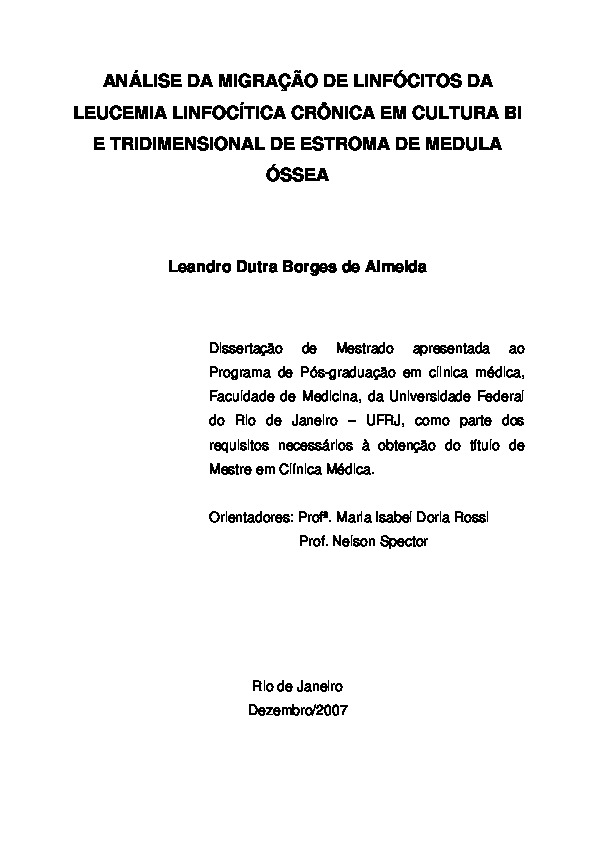 ANÁLISE DA MIGRAÇÃO DE LINFÓCITOS DA
LEUCEMIA LINFOCÍTICA CRÔNICA EM CULTURA BI
E TRIDIMENSIONAL DE ESTROMA DE MEDULA
ÓSSEA
Leandro Dutra Borges de Almeida
Dissertação de Mestrado apresentada ao
Programa de Pós-graduação em clínica médica,
Faculdade de Medicina, da Universidade Federal
do Rio de Janeiro – UFRJ, como parte dos
requisitos necessários à obtenção do título de
Mestre em Clínica Médica.
Orientadores: Profª. Maria Isabel Doria Rossi
Prof. Nelson Spector
Rio de Janeiro
Dezembro/2007